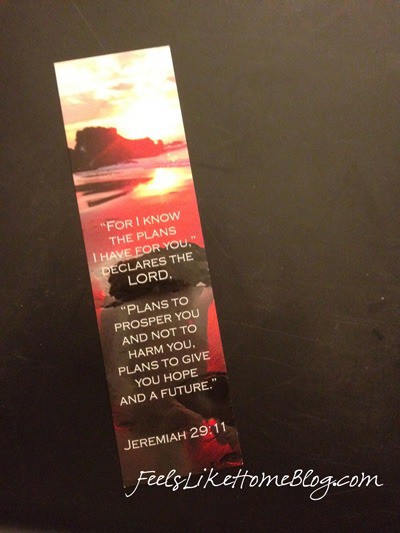 "For I know
the plans
I have for you,"
declares the
LORD,
"Plans to
prosper you
and not to
harm you,
plans to give
you hope
and a future."
Jeremiah 29:11
FeelsLikeHomeBlog.com